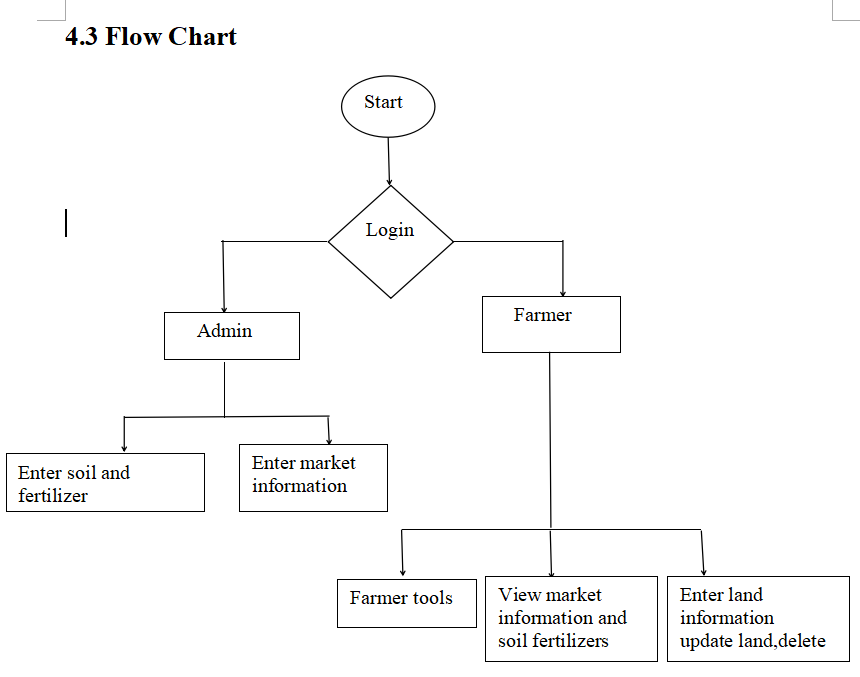 4.3 Flow Chart
Start
Login
Admin
Farmer
Enter soil and
fertilizer
Enter market
information
Farmer tools
View market
information and
soil fertilizers
Enter land
information
update land,delete